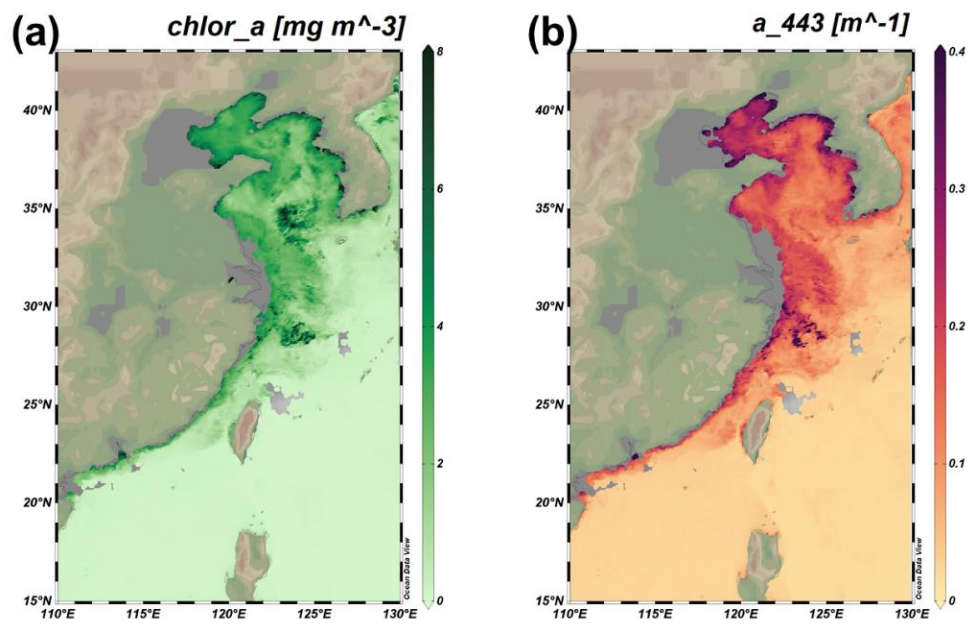 (a)
chlor_a [mg m^-3]
40°N
35°N
30°N
25°N
20°N
15°N
110°E
115°E
120°E
125°E
130°E
8
6
4
2
0
Ocean Data View
(b)
a_443 [m^-1]
40°N
35°N
30°N
25°N
20°N
15°N
110°E
115°E
120°E
125°E
130°E
0.4
0.3
0.2
0.1
0
Ocean Data View